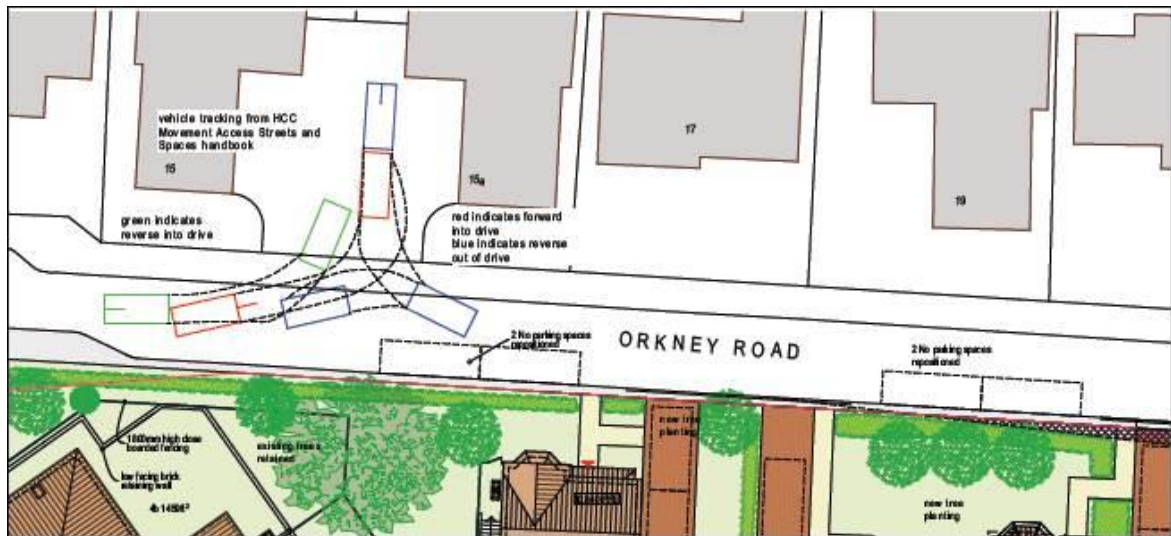 vehicle tracking from HCC
Movement Access Streets and
Spaces handbook
15
15a
17
19
green indicates
reverse into drive
red indicates forward
into drive
blue indicates reverse
out of drive
ORKNEY ROAD
2 No parking spaces
repositioned
2 No parking spaces
repositioned
1800mm high close
boarded fencing
low facing brick
retaining wall
existing trees
retained
new tree
planting
new tree
planting